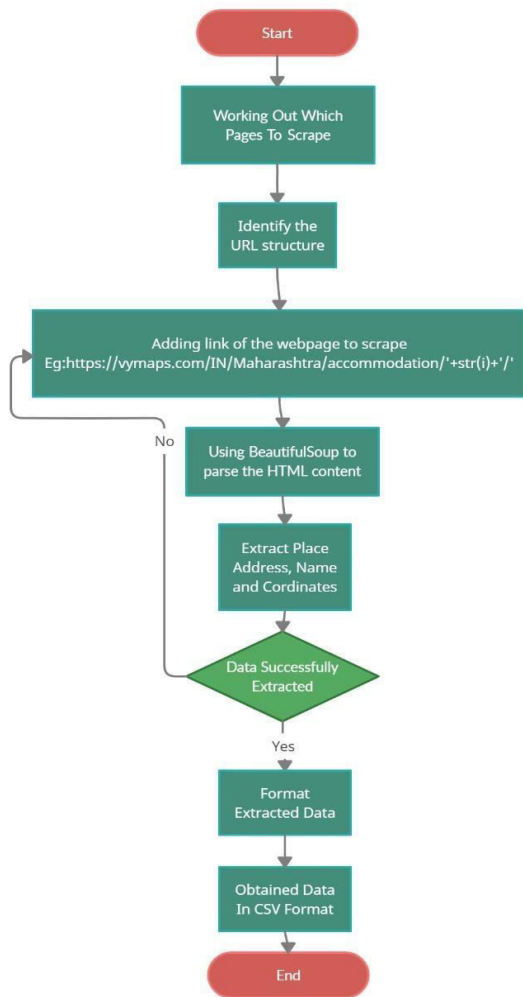 Start
Working Out Which
Pages To Scrape
Identify the
URL structure
Adding link of the webpage to scrape
Eg:https://vymaps.com/IN/Maharashtra/accommodation/'+str(i)+'/'
No
Using BeautifulSoup to
parse the HTML content
Extract Place
Address, Name
and Cordinates
Data Successfully
Extracted
Yes
Format
Extracted Data
Obtained Data
In CSV Format
End